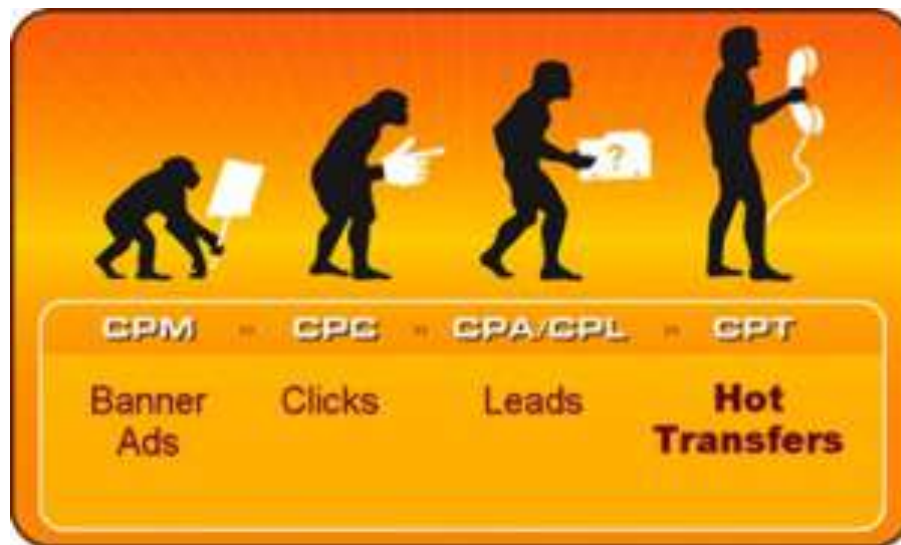 ?
CPM » CPC » CPA/CPL » CPT
Banner Ads
Clicks
Leads
Hot
Transfers